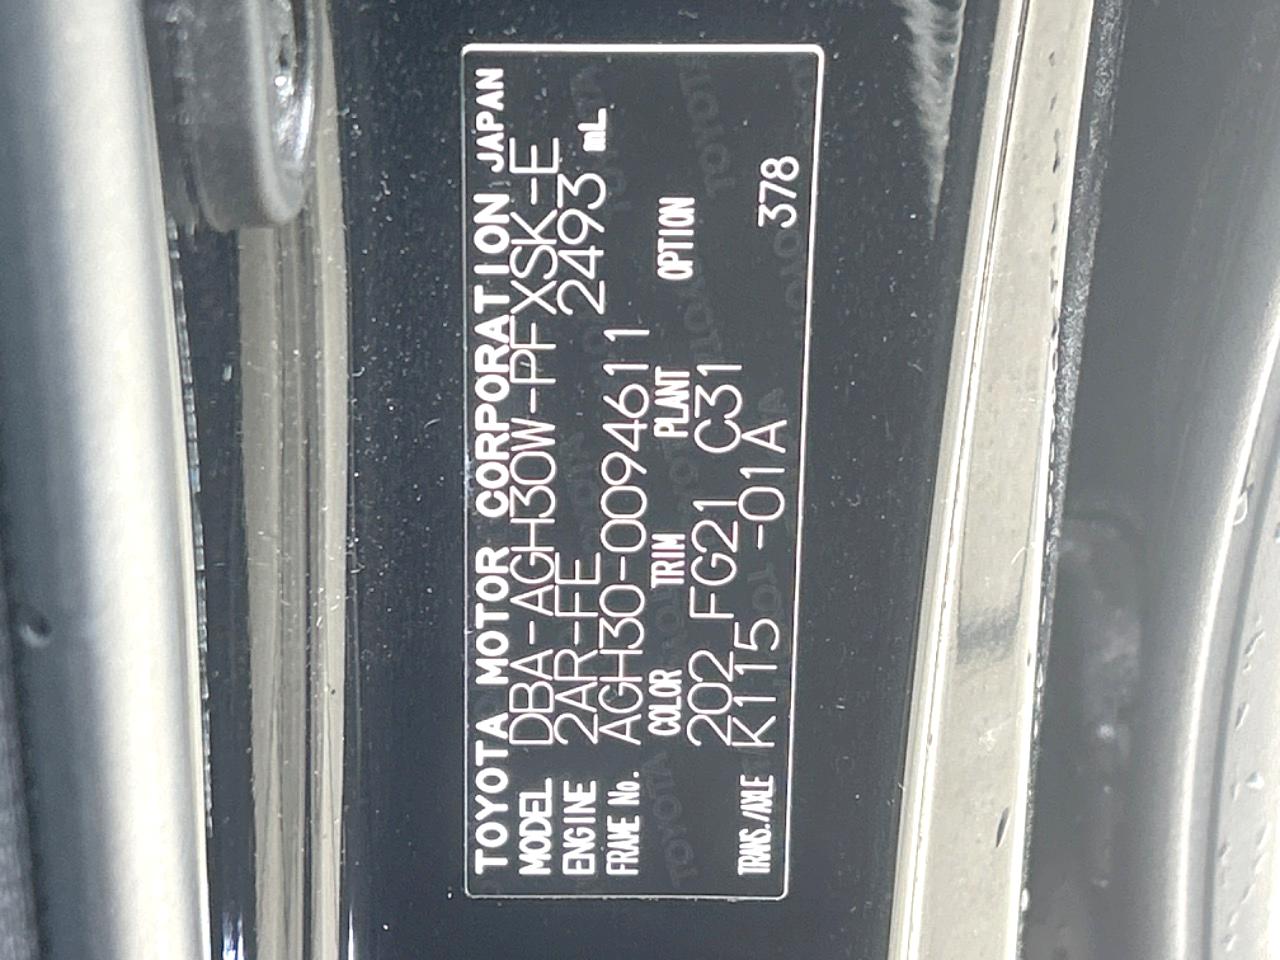 TOYOTA MOTOR CORPORATION JAPAN
MODEL DBA-AGH30W-PFXSK-E
ENGINE 2AR-FE 2493 mL
FRAME No. AGH30-0094611
COLOR TRIM PLANT OPTION
202 FG21 C31
TRANS./AXLE K115 -01A 378